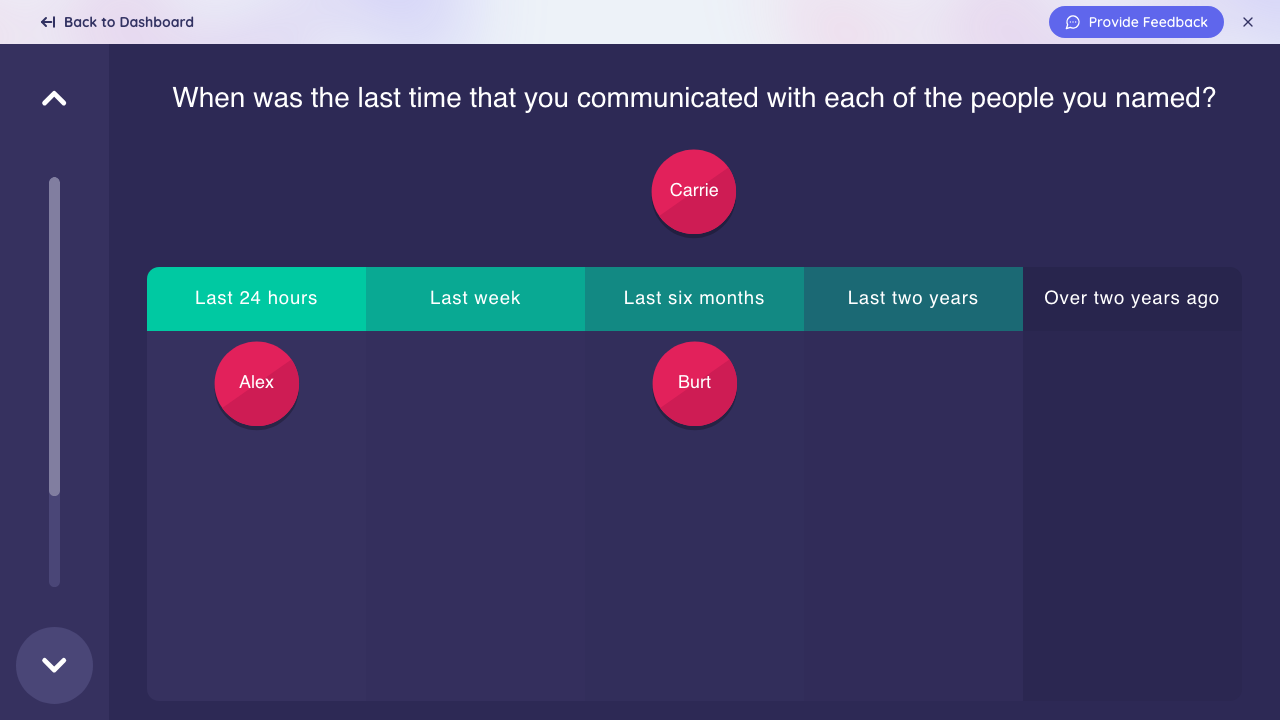 Back to Dashboard
Provide Feedback
When was the last time that you communicated with each of the people you named?
Carrie
Last 24 hours
Last week
Last six months
Last two years
Over two years ago
Alex
Burt